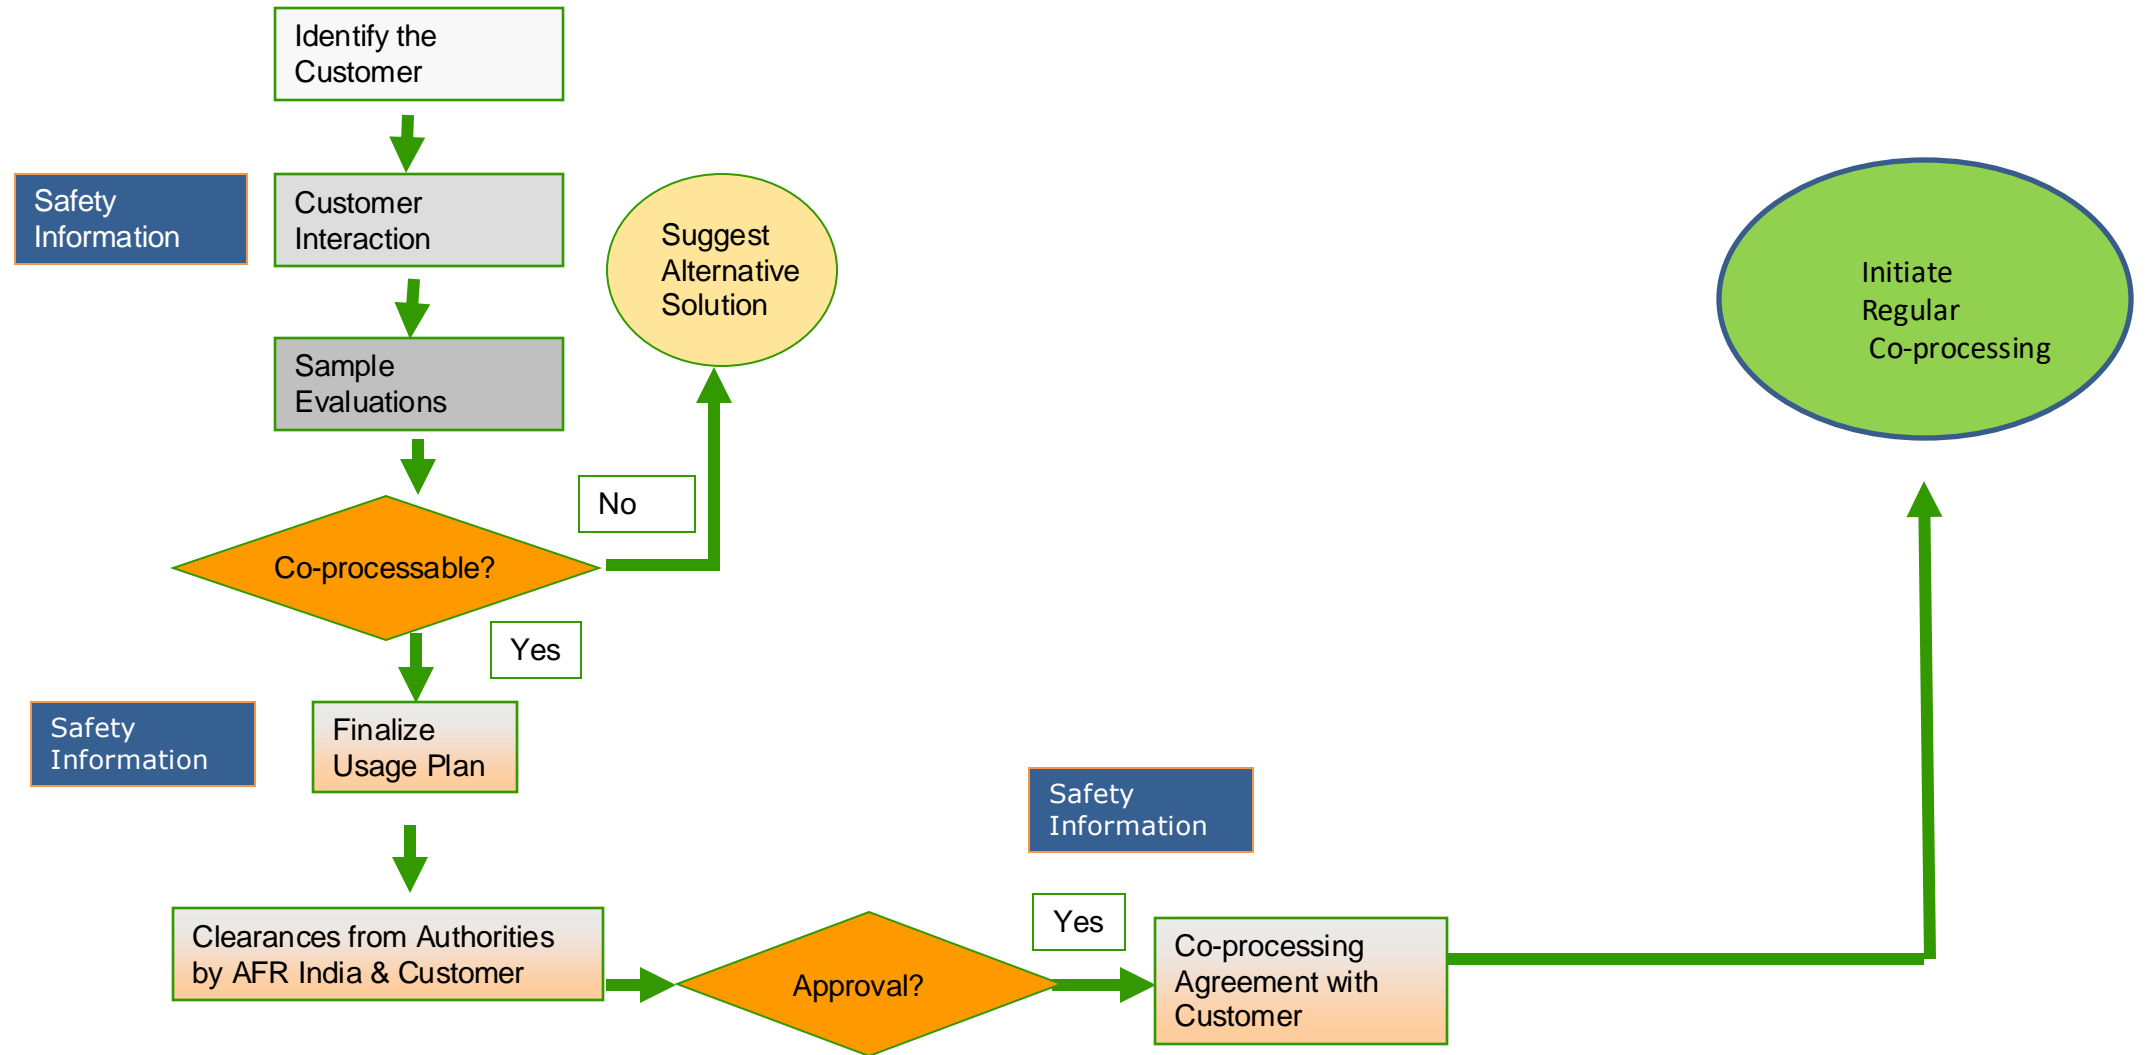 Identify the
Customer
Safety
Information
Customer
Interaction
Suggest
Alternative
Solution
Initiate
Regular
Co-processing
Sample
Evaluations
No
Co-processable?
Yes
Safety
Information
Finalize
Usage Plan
Safety
Information
Clearances from Authorities
by AFR India & Customer
Approval?
Yes
Co-processing
Agreement with
Customer